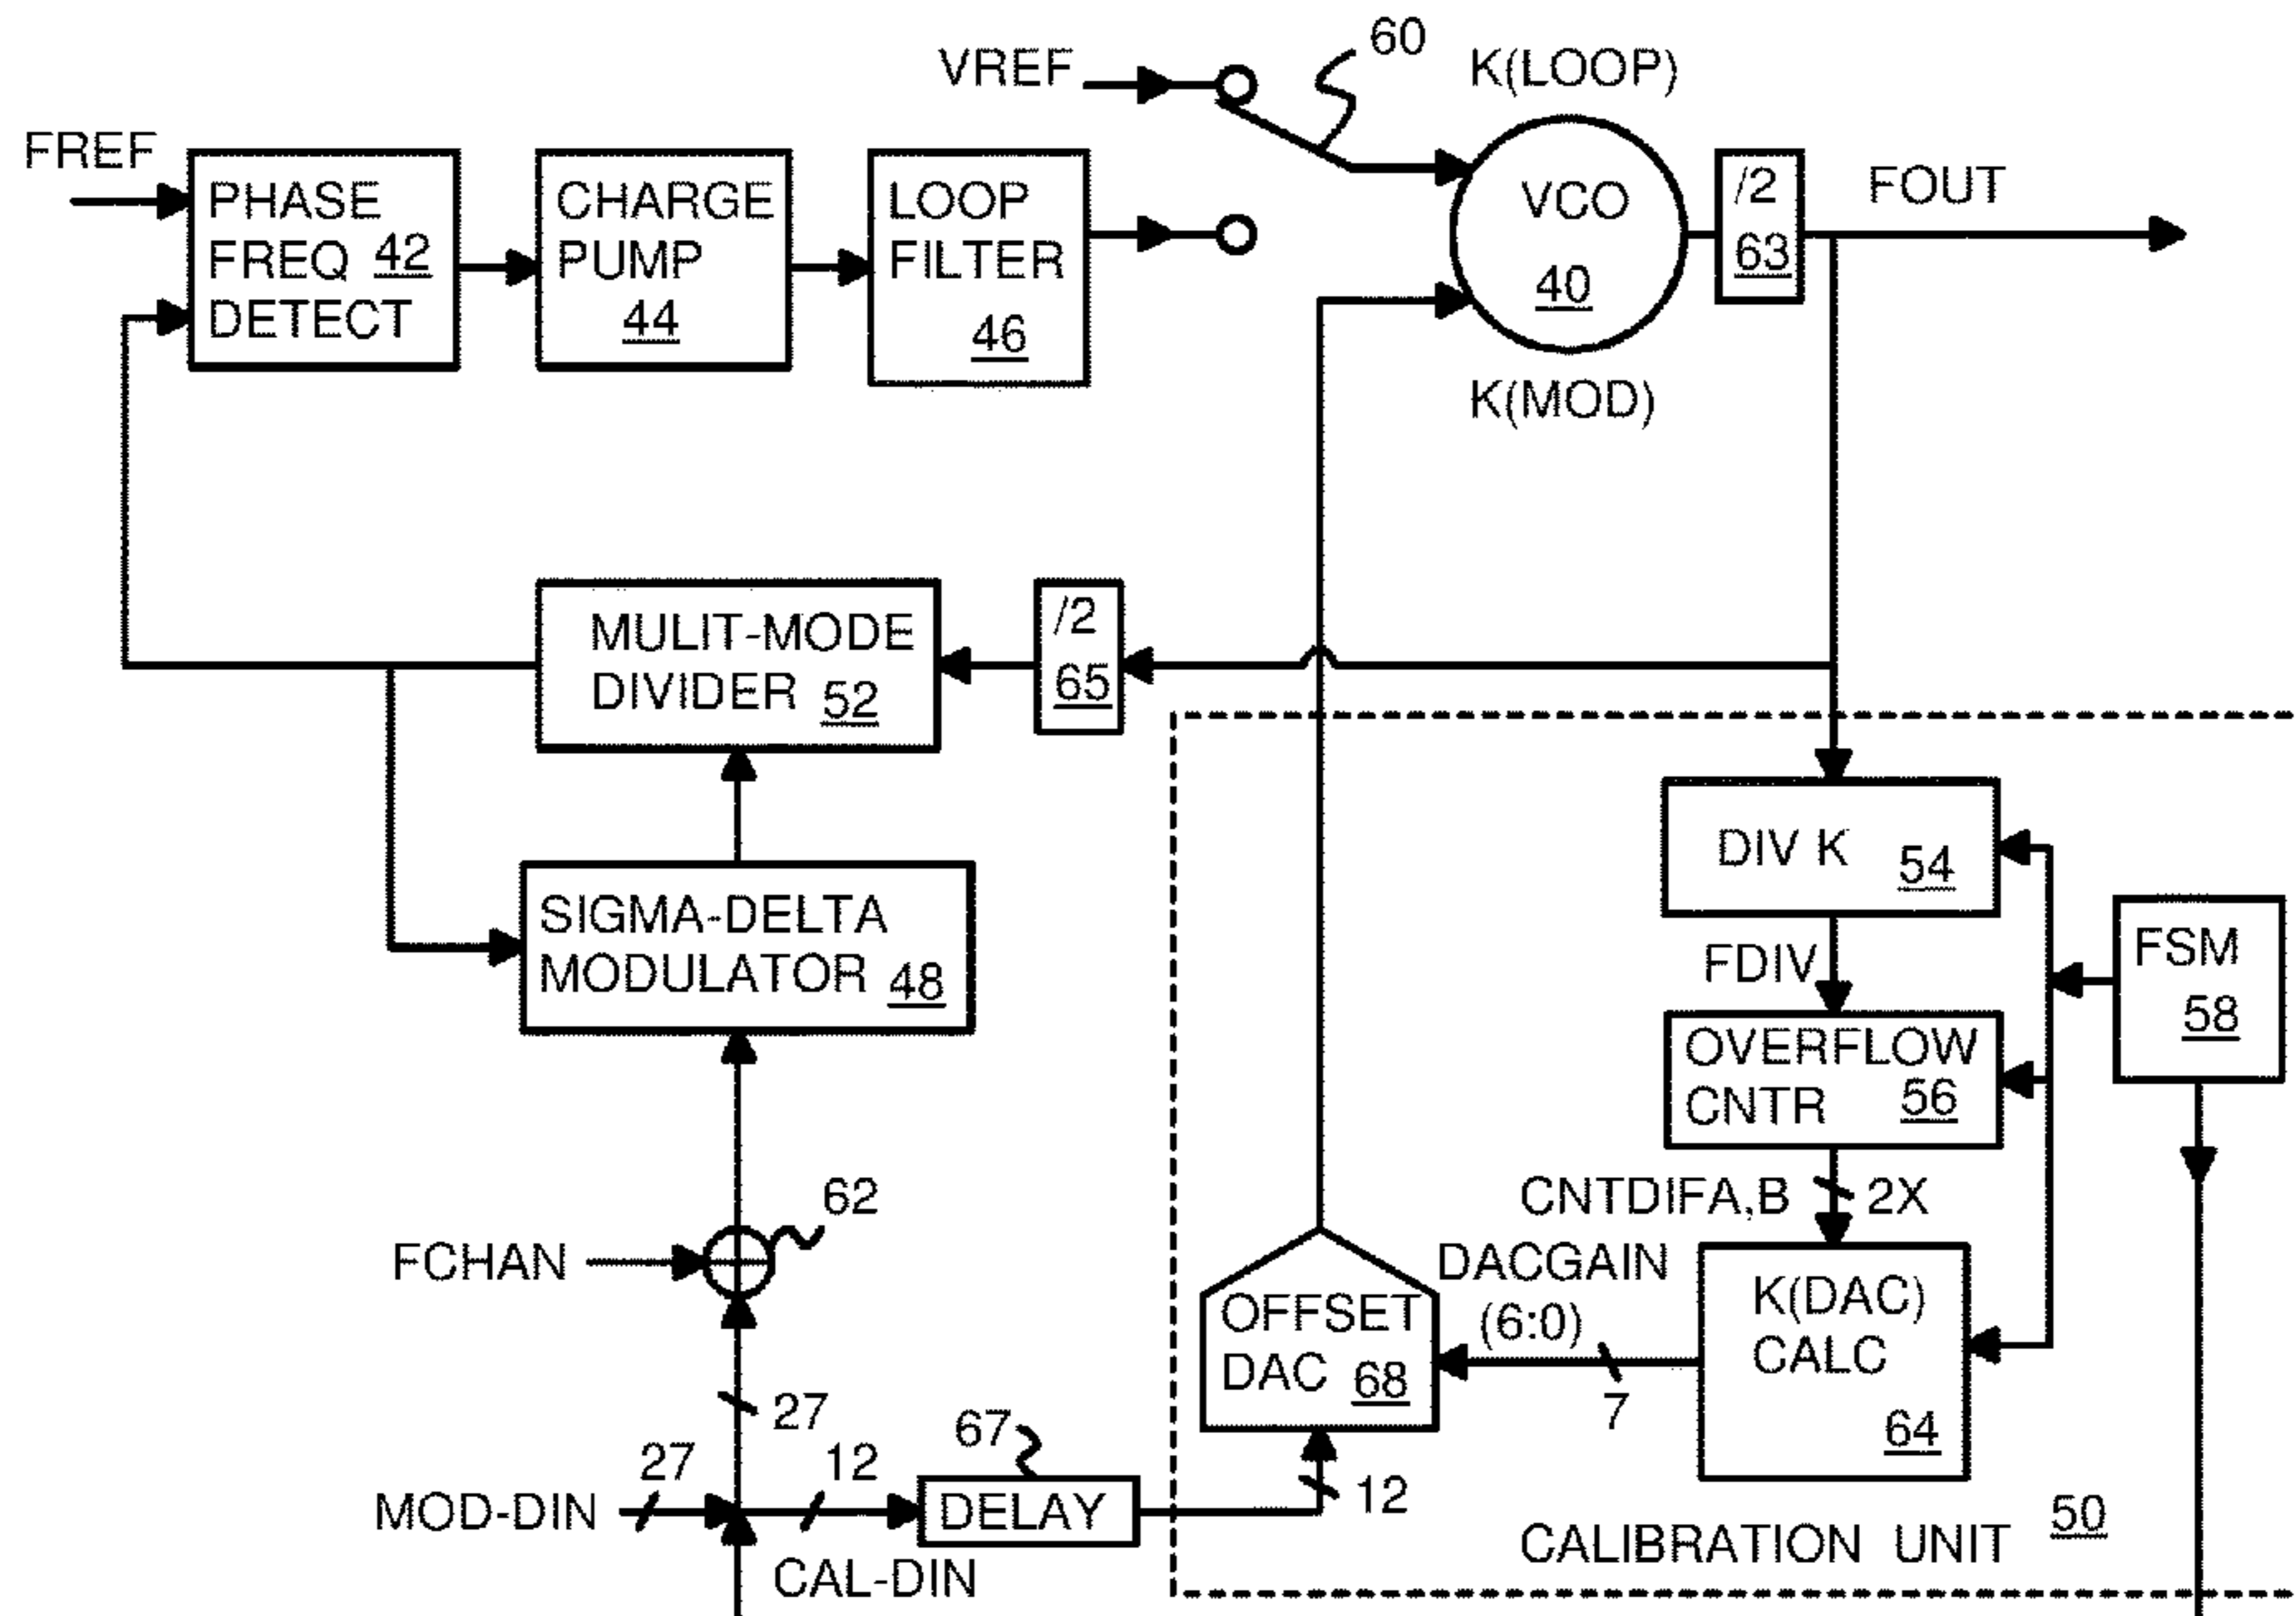 VREF
60
K(LOOP)
FREF
PHASE
FREQ 42
DETECT
CHARGE
PUMP
44
LOOP
FILTER
46
VCO
40
/2
63
FOUT
K(MOD)
MULIT-MODE
DIVIDER 52
/2
65
DIV K 54
SIGMA-DELTA
MODULATOR 48
FDIV
FSM
58
OVERFLOW
CNTR 56
62
CNTDIFA,B 2X
FCHAN
DACGAIN
(6:0)
OFFSET
DAC 68
K(DAC)
CALC
64
7
27
67
27
12
12
MOD-DIN
DELAY
CAL-DIN
CALIBRATION UNIT 50